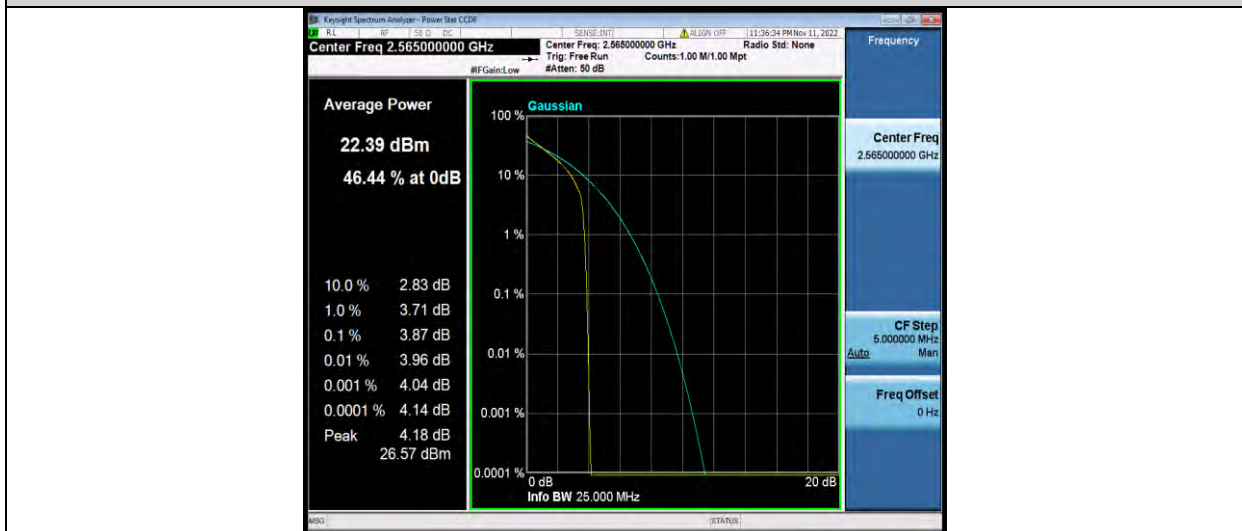 Keysight Spectrum Analyzer - Power Stat CCDF
RL RF 50 Ω DC SENSE:INT ALIGN OFF 11:36:34 PM Nov 11, 2022
Center Freq 2.565000000 GHz
Center Freq: 2.565000000 GHz Radio Std: None
Trig: Free Run Counts:1.00 M/1.00 Mpt
#IFGain:Low #Atten: 50 dB
Frequency
Average Power
22.39 dBm
46.44 % at 0dB
10.0 % 2.83 dB
1.0 % 3.71 dB
0.1 % 3.87 dB
0.01 % 3.96 dB
0.001 % 4.04 dB
0.0001 % 4.14 dB
Peak 4.18 dB
26.57 dBm
Gaussian
100 %
10 %
1 %
0.1 %
0.01 %
0.001 %
0.0001 %
0 dB 20 dB
Info BW 25.000 MHz
Center Freq
2.565000000 GHz
CF Step
5.000000 MHz
Auto Man
Freq Offset
0 Hz
MSG STATUS